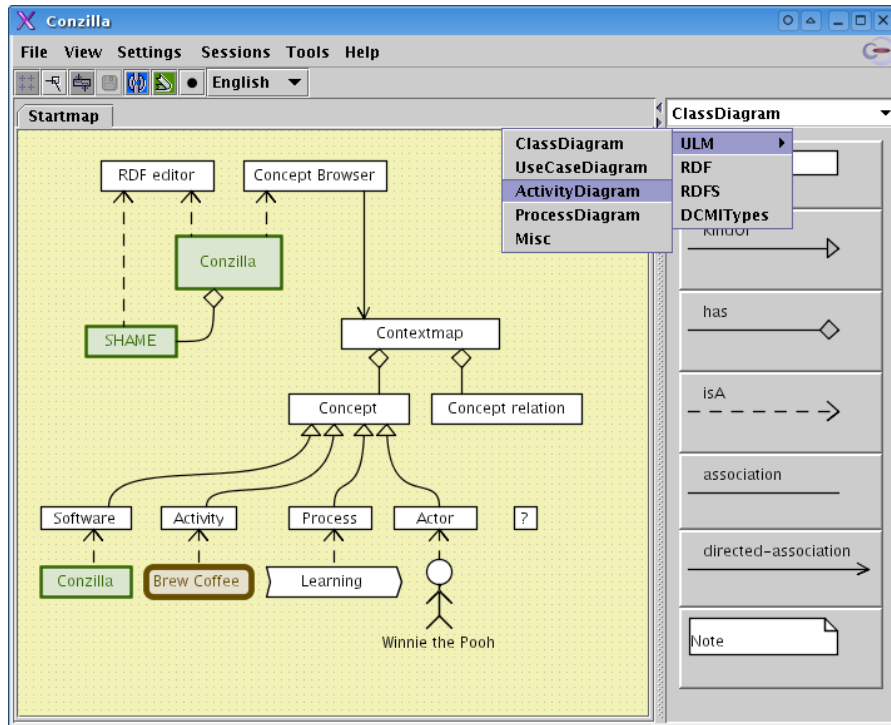 Conzilla
File View Settings Sessions Tools Help
English
Startmap
ClassDiagram
ClassDiagram
UseCaseDiagram
ActivityDiagram
ProcessDiagram
Misc
ULM
RDF
RDFS
DCMITypes
RDF editor
Concept Browser
Conzilla
SHAME
Contextmap
Concept
Concept relation
Software
Activity
Process
Actor
?
Conzilla
Brew Coffee
Learning
Winnie the Pooh
kindOf
has
isA
association
directed-association
Note